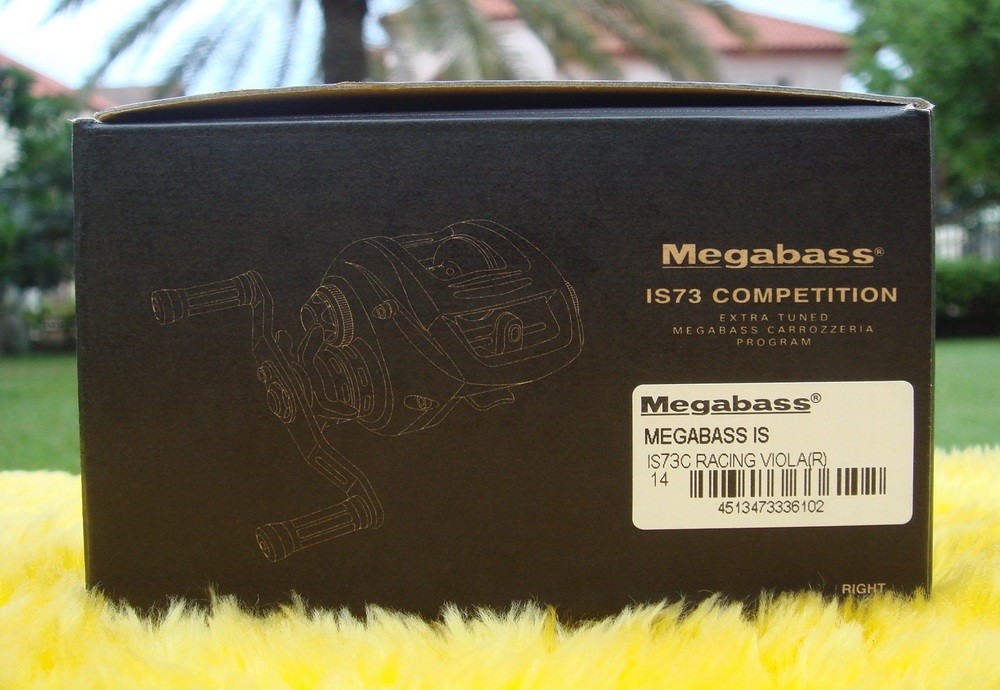 Megabass®
IS73 COMPETITION
EXTRA TUNED
MEGABASS CARROZZERIA
PROGRAM
Megabass®
MEGABASS IS
IS73C RACING VIOLA(R)
14
4513473336102
RIGHT